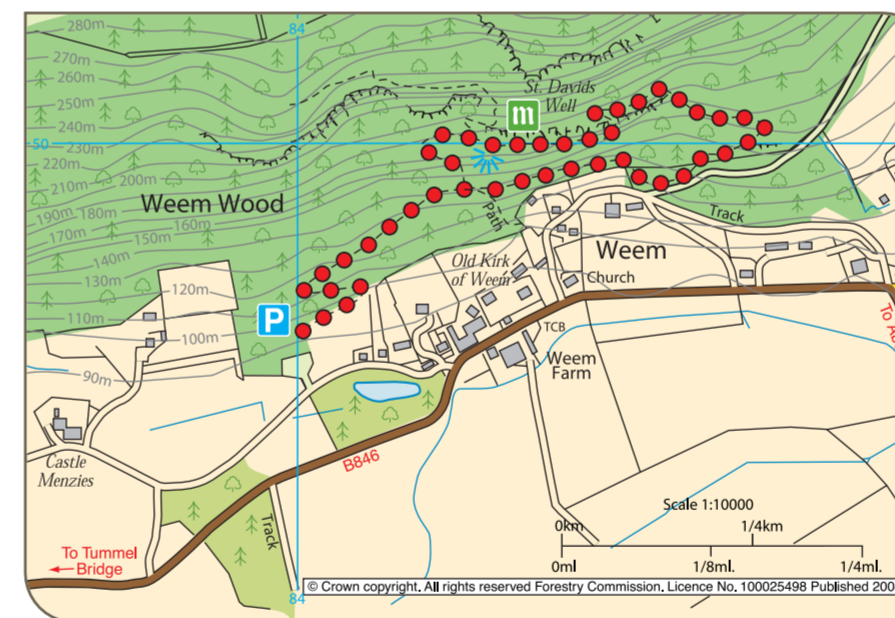 280m
84
270m
260m
St. Davids
Well
m
250m
240m
50
230m
220m
200m
210m
Weem Wood
190m
180m
160m
170m
150m
Path
Track
140m
Old Kirk
of Weem
Weem
130m
Church
120m
P
110m
TCB
100m
Weem
Farm
90m
Castle
Menzies
B846
Scale 1:10000
Track
0km
1/4km
To Tummel
Bridge
0ml
1/8ml.
1/4ml.
© Crown copyright. All rights reserved Forestry Commission. Licence No. 100025498 Published
84